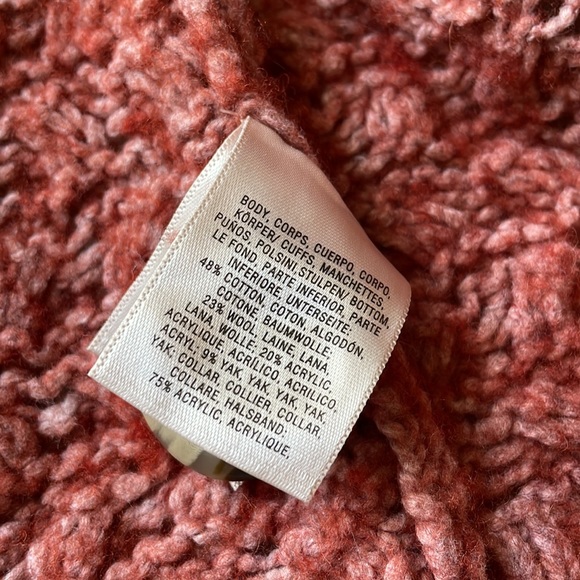 BODY, CORPS, CUERPO, CORPO,
KÖRPER/ CUFFS, MANCHETTES,
PUÑOS, POLSINI,STULPEN/ BOTTOM,
LE FOND, PARTE INFERIOR, PARTE
INFERIORE, UNTERSEITE.
48% COTTON, COTON, ALGODÓN,
COTONE, BAUMWOLLE;
23% WOOL, LAINE, LANA,
LANA, WOLLE; 20% ACRYLIC,
ACRYLIQUE, ACRÍLICO, ACRILICO,
ACRYL, 9% YAK, YAK, YAK, YAK,
YAK; COLLAR, COLLIER, COLLAR,
COLLARE, HALSBAND.
75% ACRYLIC, ACRYLIQUE,